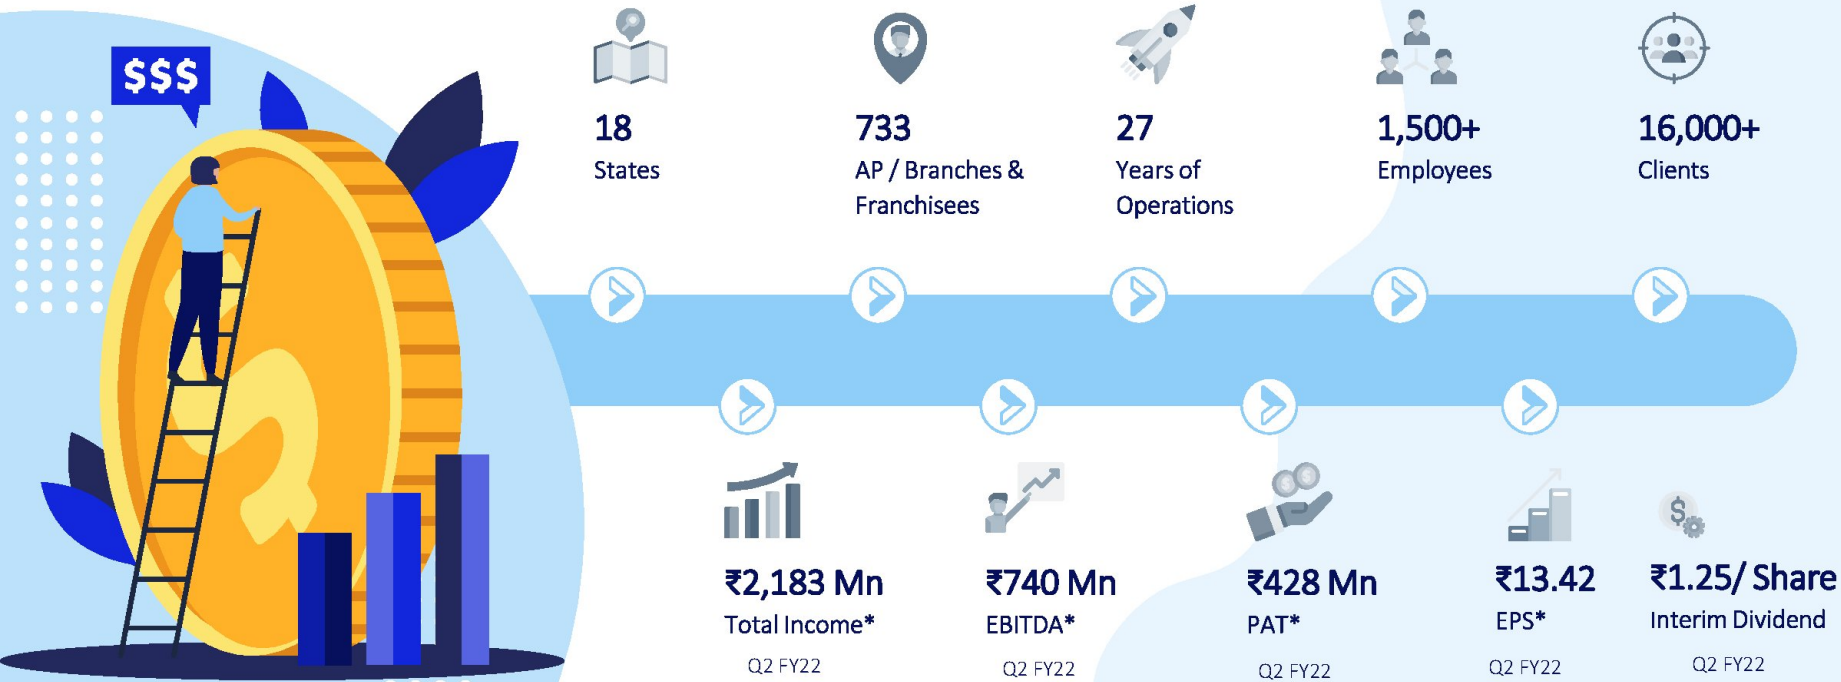 $$$
18
States
733
AP / Branches &
Franchisees
27
Years of
Operations
1,500+
Employees
16,000+
Clients
₹2,183 Mn
Total Income*
Q2 FY22
₹740 Mn
EBITDA*
Q2 FY22
₹428 Mn
PAT*
Q2 FY22
₹13.42
EPS*
Q2 FY22
₹1.25/ Share
Interim Dividend
Q2 FY22